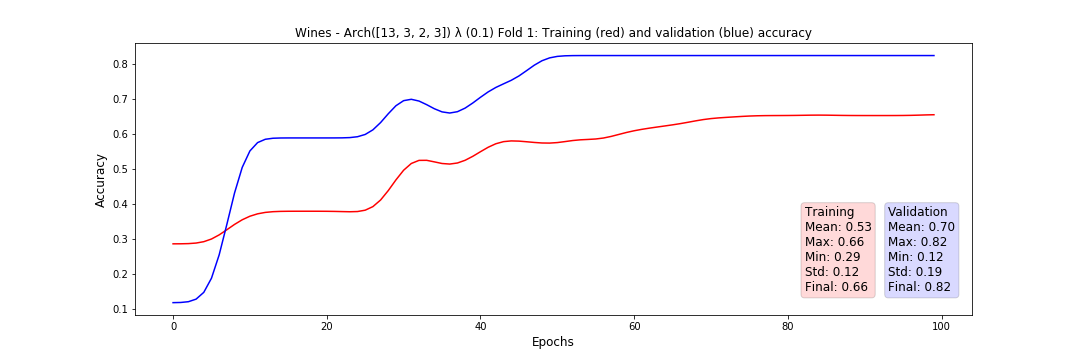 Wines - Arch([13, 3, 2, 3]) λ (0.1) Fold 1: Training (red) and validation (blue) accuracy
Accuracy
0.8
0.7
0.6
0.5
0.4
0.3
0.2
0.1
Training
Mean: 0.53
Max: 0.66
Min: 0.29
Std: 0.12
Final: 0.66
Validation
Mean: 0.70
Max: 0.82
Min: 0.12
Std: 0.19
Final: 0.82
0 20 40 60 80 100
Epochs